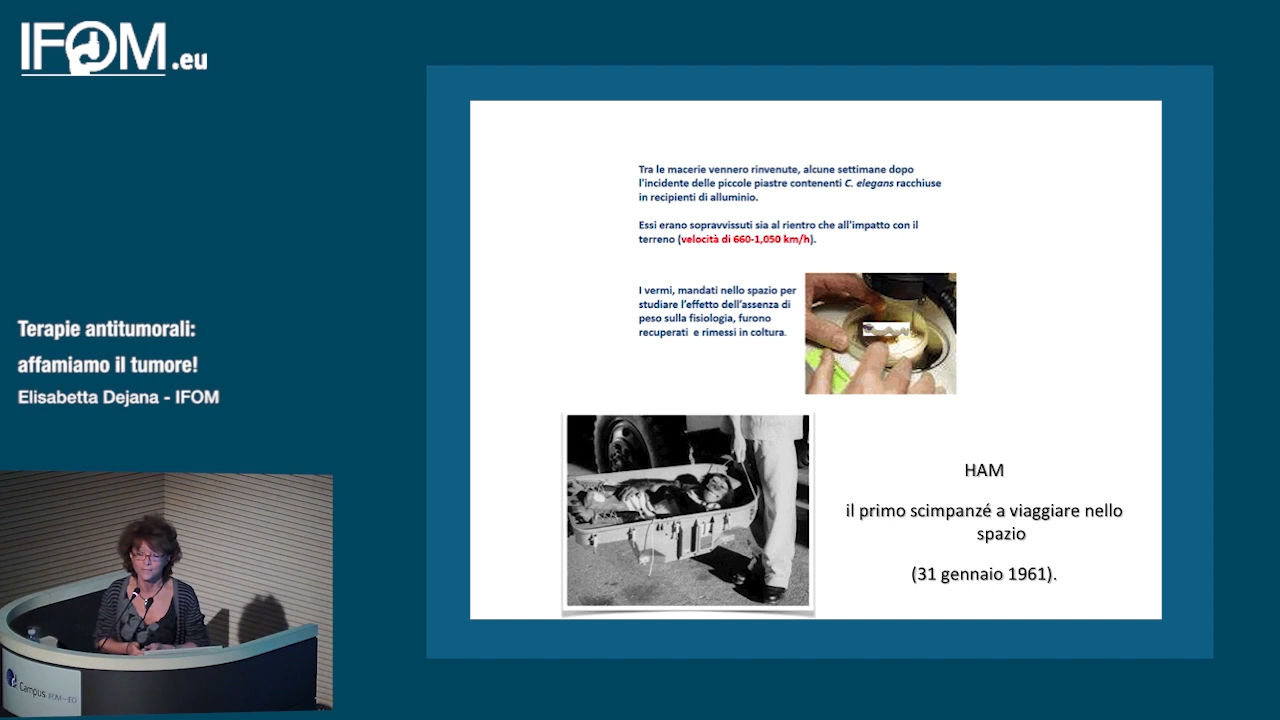 IFOM.eu
Tra le macerie vennero rinvenute, alcune settimane dopo
l'incidente delle piccole piastre contenenti C. elegans racchiuse
in recipienti di alluminio.
Essi erano sopravvissuti sia al rientro che all'impatto con il
terreno (velocità di 660-1,050 km/h).
I vermi, mandati nello spazio per
studiare l'effetto dell'assenza di
peso sulla fisiologia, furono
recuperati e rimessi in coltura.
HAM
il primo scimpanzé a viaggiare nello
spazio
(31 gennaio 1961).
Terapie antitumorali:
affamiamo il tumore!
Elisabetta Dejana - IFOM
Campus IFOM-IEO